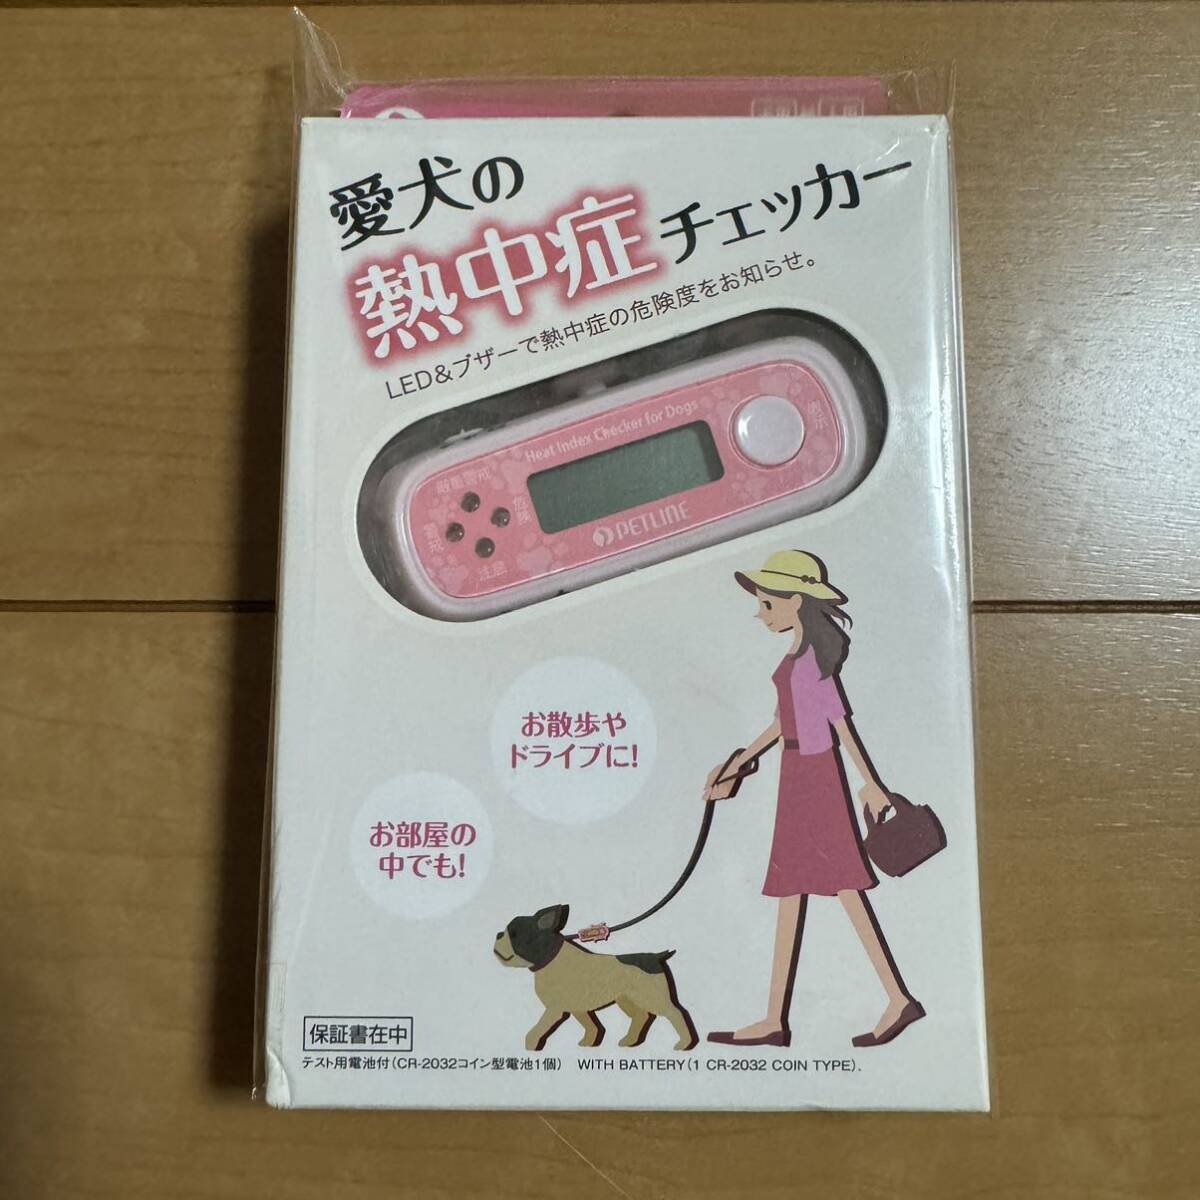 愛犬の
熱中症チェッカー
LED&ブザーで熱中症の危険度をお知らせ。
Heat Index Checker for Dogs
表示
厳重警戒
危険
警戒
注意
PETLINE
お散歩や
ドライブに!
お部屋の
中でも!
保証書在中
テスト用電池付(CR-2032コイン型電池1個) WITH BATTERY(1 CR-2032 COIN TYPE).